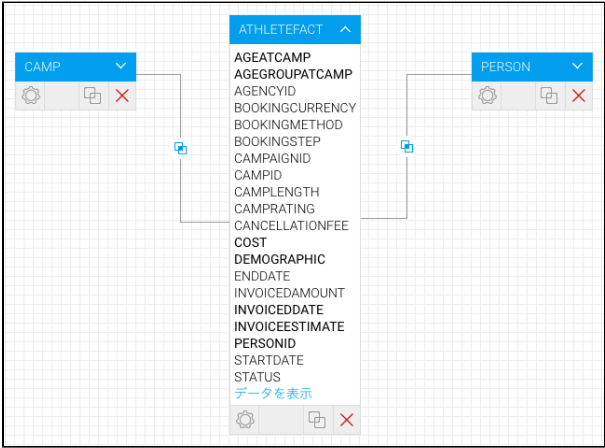 ATHLETEFACT
CAMP
PERSON
AGEATCAMP
AGEGROUPATCAMP
AGENCYID
BOOKINGCURRENCY
BOOKINGMETHOD
BOOKINGSTEP
CAMPAIGNID
CAMPID
CAMPLENGTH
CAMPRATING
CANCELLATIONFEE
COST
DEMOGRAPHIC
ENDDATE
INVOICEDAMOUNT
INVOICEDDATE
INVOICEESTIMATE
PERSONID
STARTDATE
STATUS
データを表示